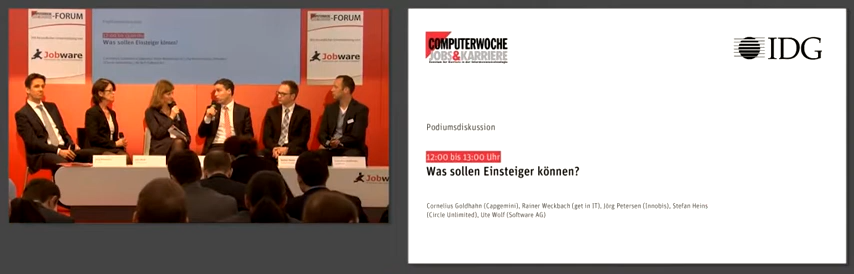 -FORUM
-FORUM
Podiumsdiskussion
Was sollen Einsteiger können?
Jobware
Jobware
COMPUTERWOCHE
JOBS&KARRIERE
IDG
Podiumsdiskussion
12:00 bis 13:00 Uhr
Was sollen Einsteiger können?
Cornelius Goldhahn (Capgemini), Rainer Weckbach (get in IT), Jörg Petersen (Innobis), Stefan Heins
(Circle Unlimited), Ute Wolf (Software AG)